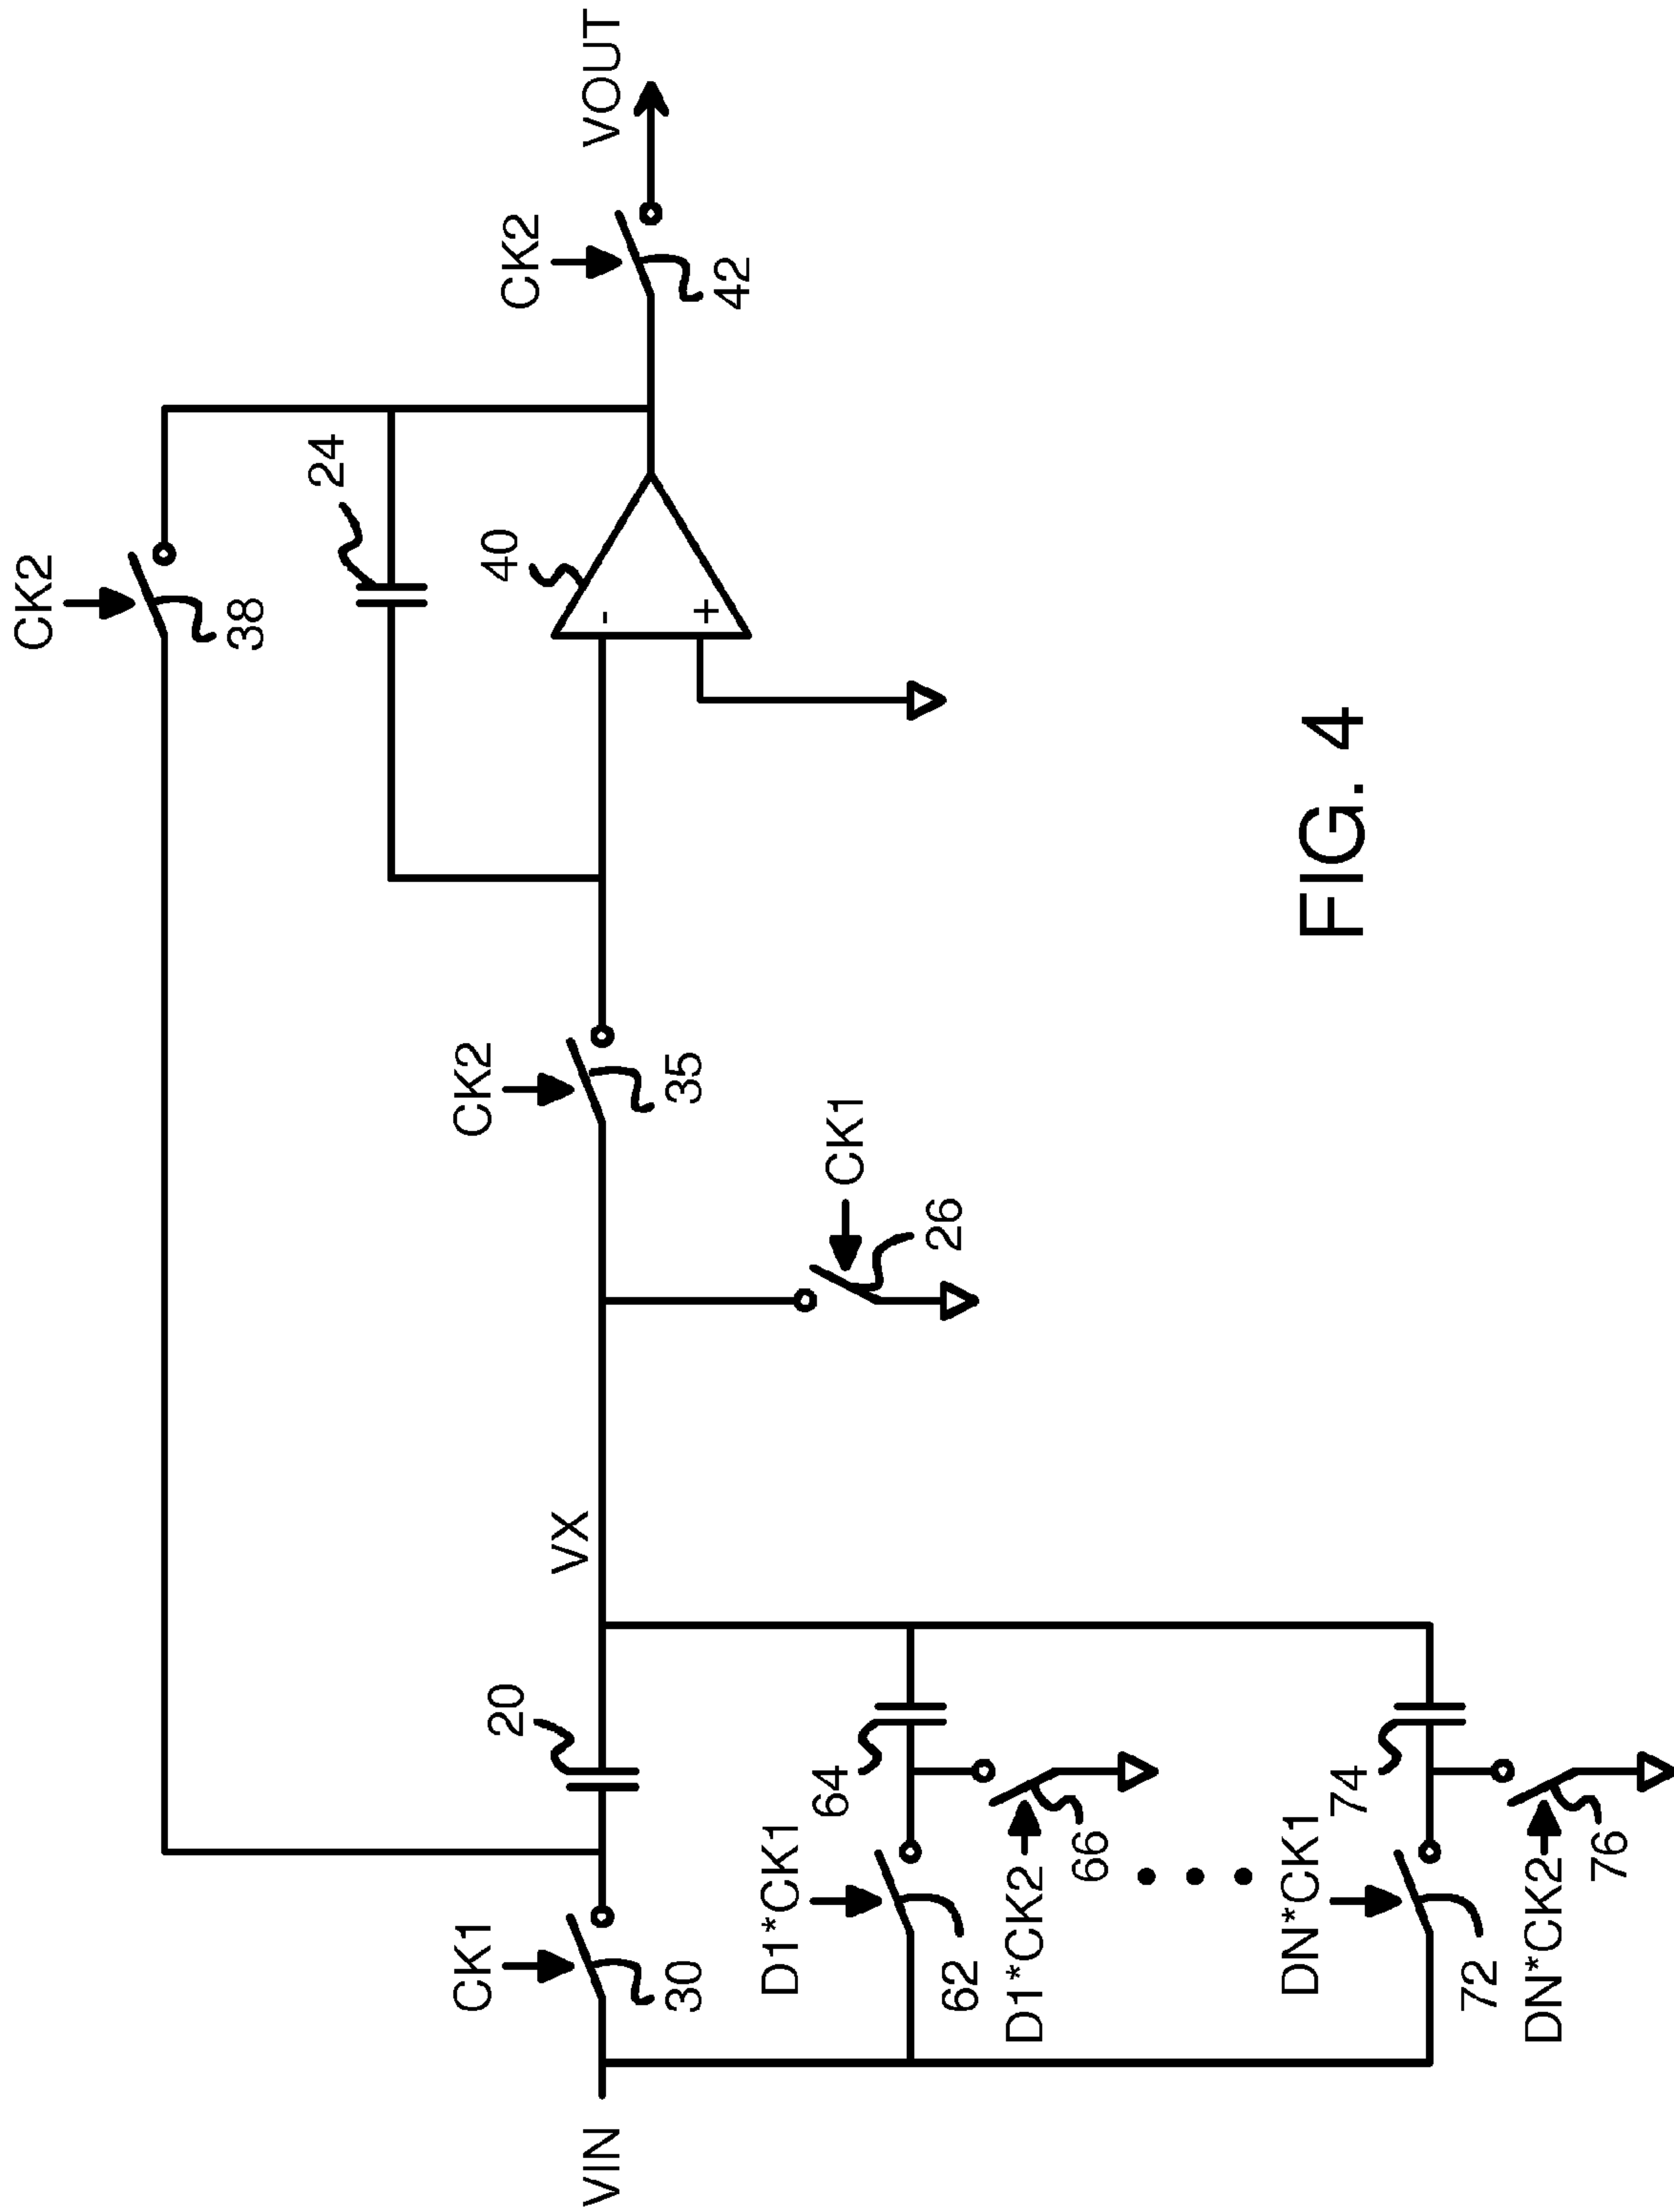 CK2
38
24
CK2
VOUT
42
40
-
+
CK2
35
CK1
26
VX
20
CK1
30
VIN
D1*CK1
62
64
D1*CK2
66
DN*CK1
72
74
DN*CK2
76
FIG. 4